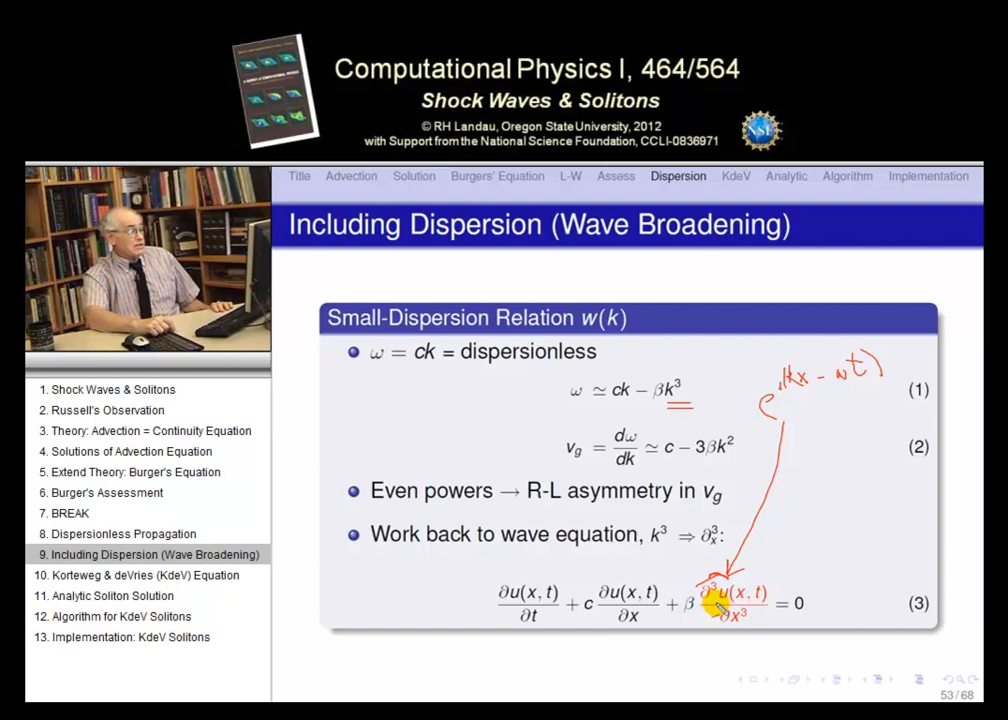 Computational Physics I, 464/564
Shock Waves & Solitons
© RH Landau, Oregon State University, 2012
with Support from the National Science Foundation, CCLI-0836971
NSF
Title Advection Solution Burgers' Equation L-W Assess Dispersion KdeV Analytic Algorithm Implementation
Including Dispersion (Wave Broadening)
Small-Dispersion Relation w(k)
ω = ck = dispersionless
ω ≃ ck − βk³ (1)
e^{i(kx − ωt)}
v_g = dω/dk ≃ c − 3βk² (2)
Even powers → R-L asymmetry in v_g
Work back to wave equation, k³ ⇒ ∂_x³:
∂u(x, t)/∂t + c ∂u(x, t)/∂x + β ∂³u(x, t)/∂x³ = 0 (3)
53 / 68
1. Shock Waves & Solitons
2. Russell's Observation
3. Theory: Advection = Continuity Equation
4. Solutions of Advection Equation
5. Extend Theory: Burger's Equation
6. Burger's Assessment
7. BREAK
8. Dispersionless Propagation
9. Including Dispersion (Wave Broadening)
10. Korteweg & deVries (KdeV) Equation
11. Analytic Soliton Solution
12. Algorithm for KdeV Solitons
13. Implementation: KdeV Solitons